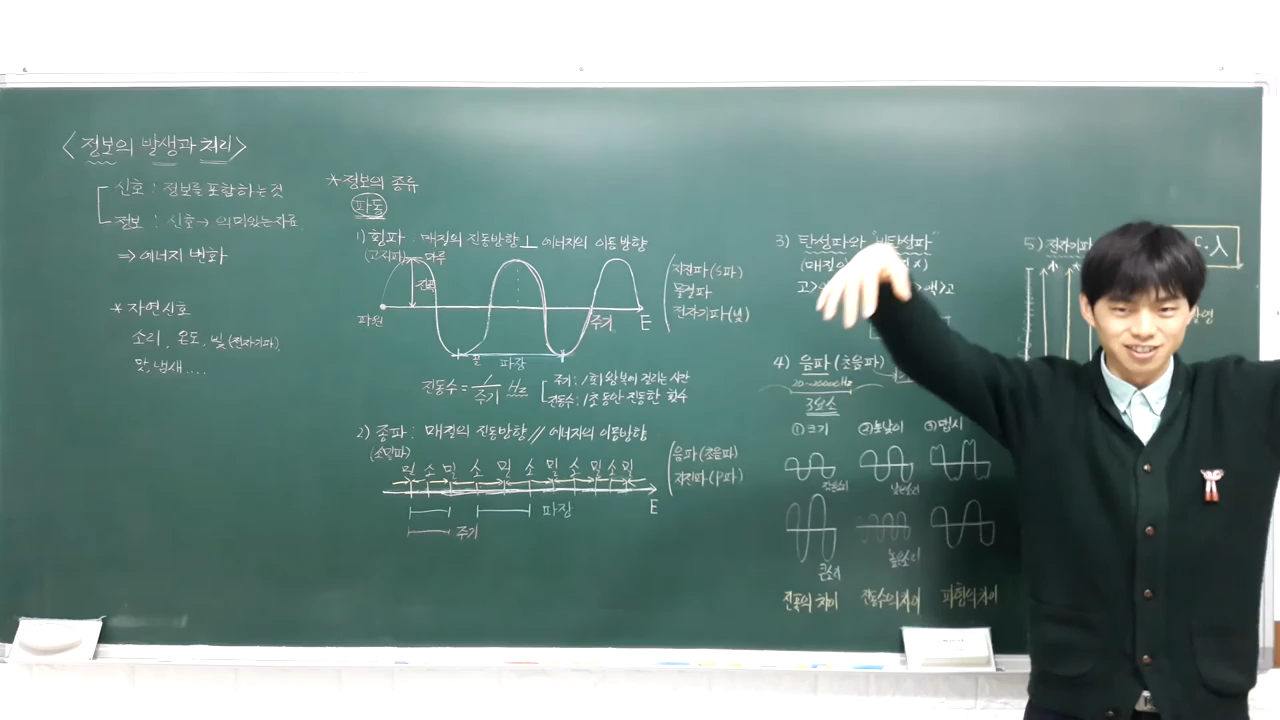 <정보의 발생과 처리>
신호 : 정보를 포함하는 것
정보 : 신호→ 의미있는 자료
⇒ 에너지 변화
* 자연신호
소리, 온도, 빛(전자기파)
맛, 냄새 ....
* 정보의 종류
파동
1) 횡파 : 매질의 진동방향 ⊥ 에너지의 이동방향
(고저파)
마루
진폭
파원
골
파장
주기
E
지진파(S파)
물결파
전자기파(빛)
진동수 = 1/주기 Hz
주기 : 1회 왕복에 걸리는 시간
진동수 : 1초동안 진동한 횟수
2) 종파 : 매질의 진동방향 // 에너지의 이동방향
(소밀파)
밀 소 밀 소 밀 소 밀 소 밀 소 밀
E
파장
주기
음파(초음파)
지진파(P파)
3) 탄성파와 "비탄성파"
(매질
고>
>고
4) 음파 (초음파)
20~20000Hz
3요소
① 크기
② 높낮이
③ 맵시
작은소리
낮은소리
큰소리
높은소리
진폭의 차이
진동수의 차이
파형의 차이
5) 전자기파